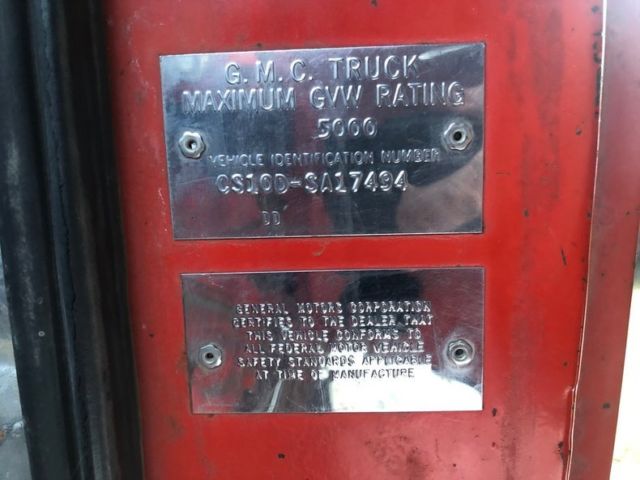 G.M.C. TRUCK
MAXIMUM GVW RATING
5000
VEHICLE IDENTIFICATION NUMBER
CS10D-SA17494
DD
GENERAL MOTORS CORPORATION
CERTIFIES TO THE DEALER THAT
THIS VEHICLE CONFORMS TO
ALL FEDERAL MOTOR VEHICLE
SAFETY STANDARDS APPLICABLE
AT TIME OF MANUFACTURE